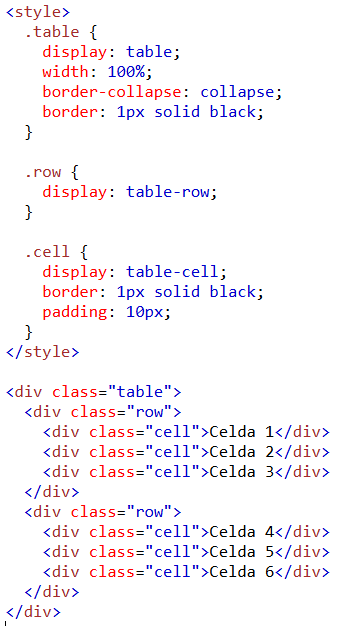 <style>
  .table {
    display: table;
    width: 100%;
    border-collapse: collapse;
    border: 1px solid black;
  }

  .row {
    display: table-row;
  }

  .cell {
    display: table-cell;
    border: 1px solid black;
    padding: 10px;
  }
</style>

<div class="table">
  <div class="row">
    <div class="cell">Celda 1</div>
    <div class="cell">Celda 2</div>
    <div class="cell">Celda 3</div>
  </div>
  <div class="row">
    <div class="cell">Celda 4</div>
    <div class="cell">Celda 5</div>
    <div class="cell">Celda 6</div>
  </div>
</div>